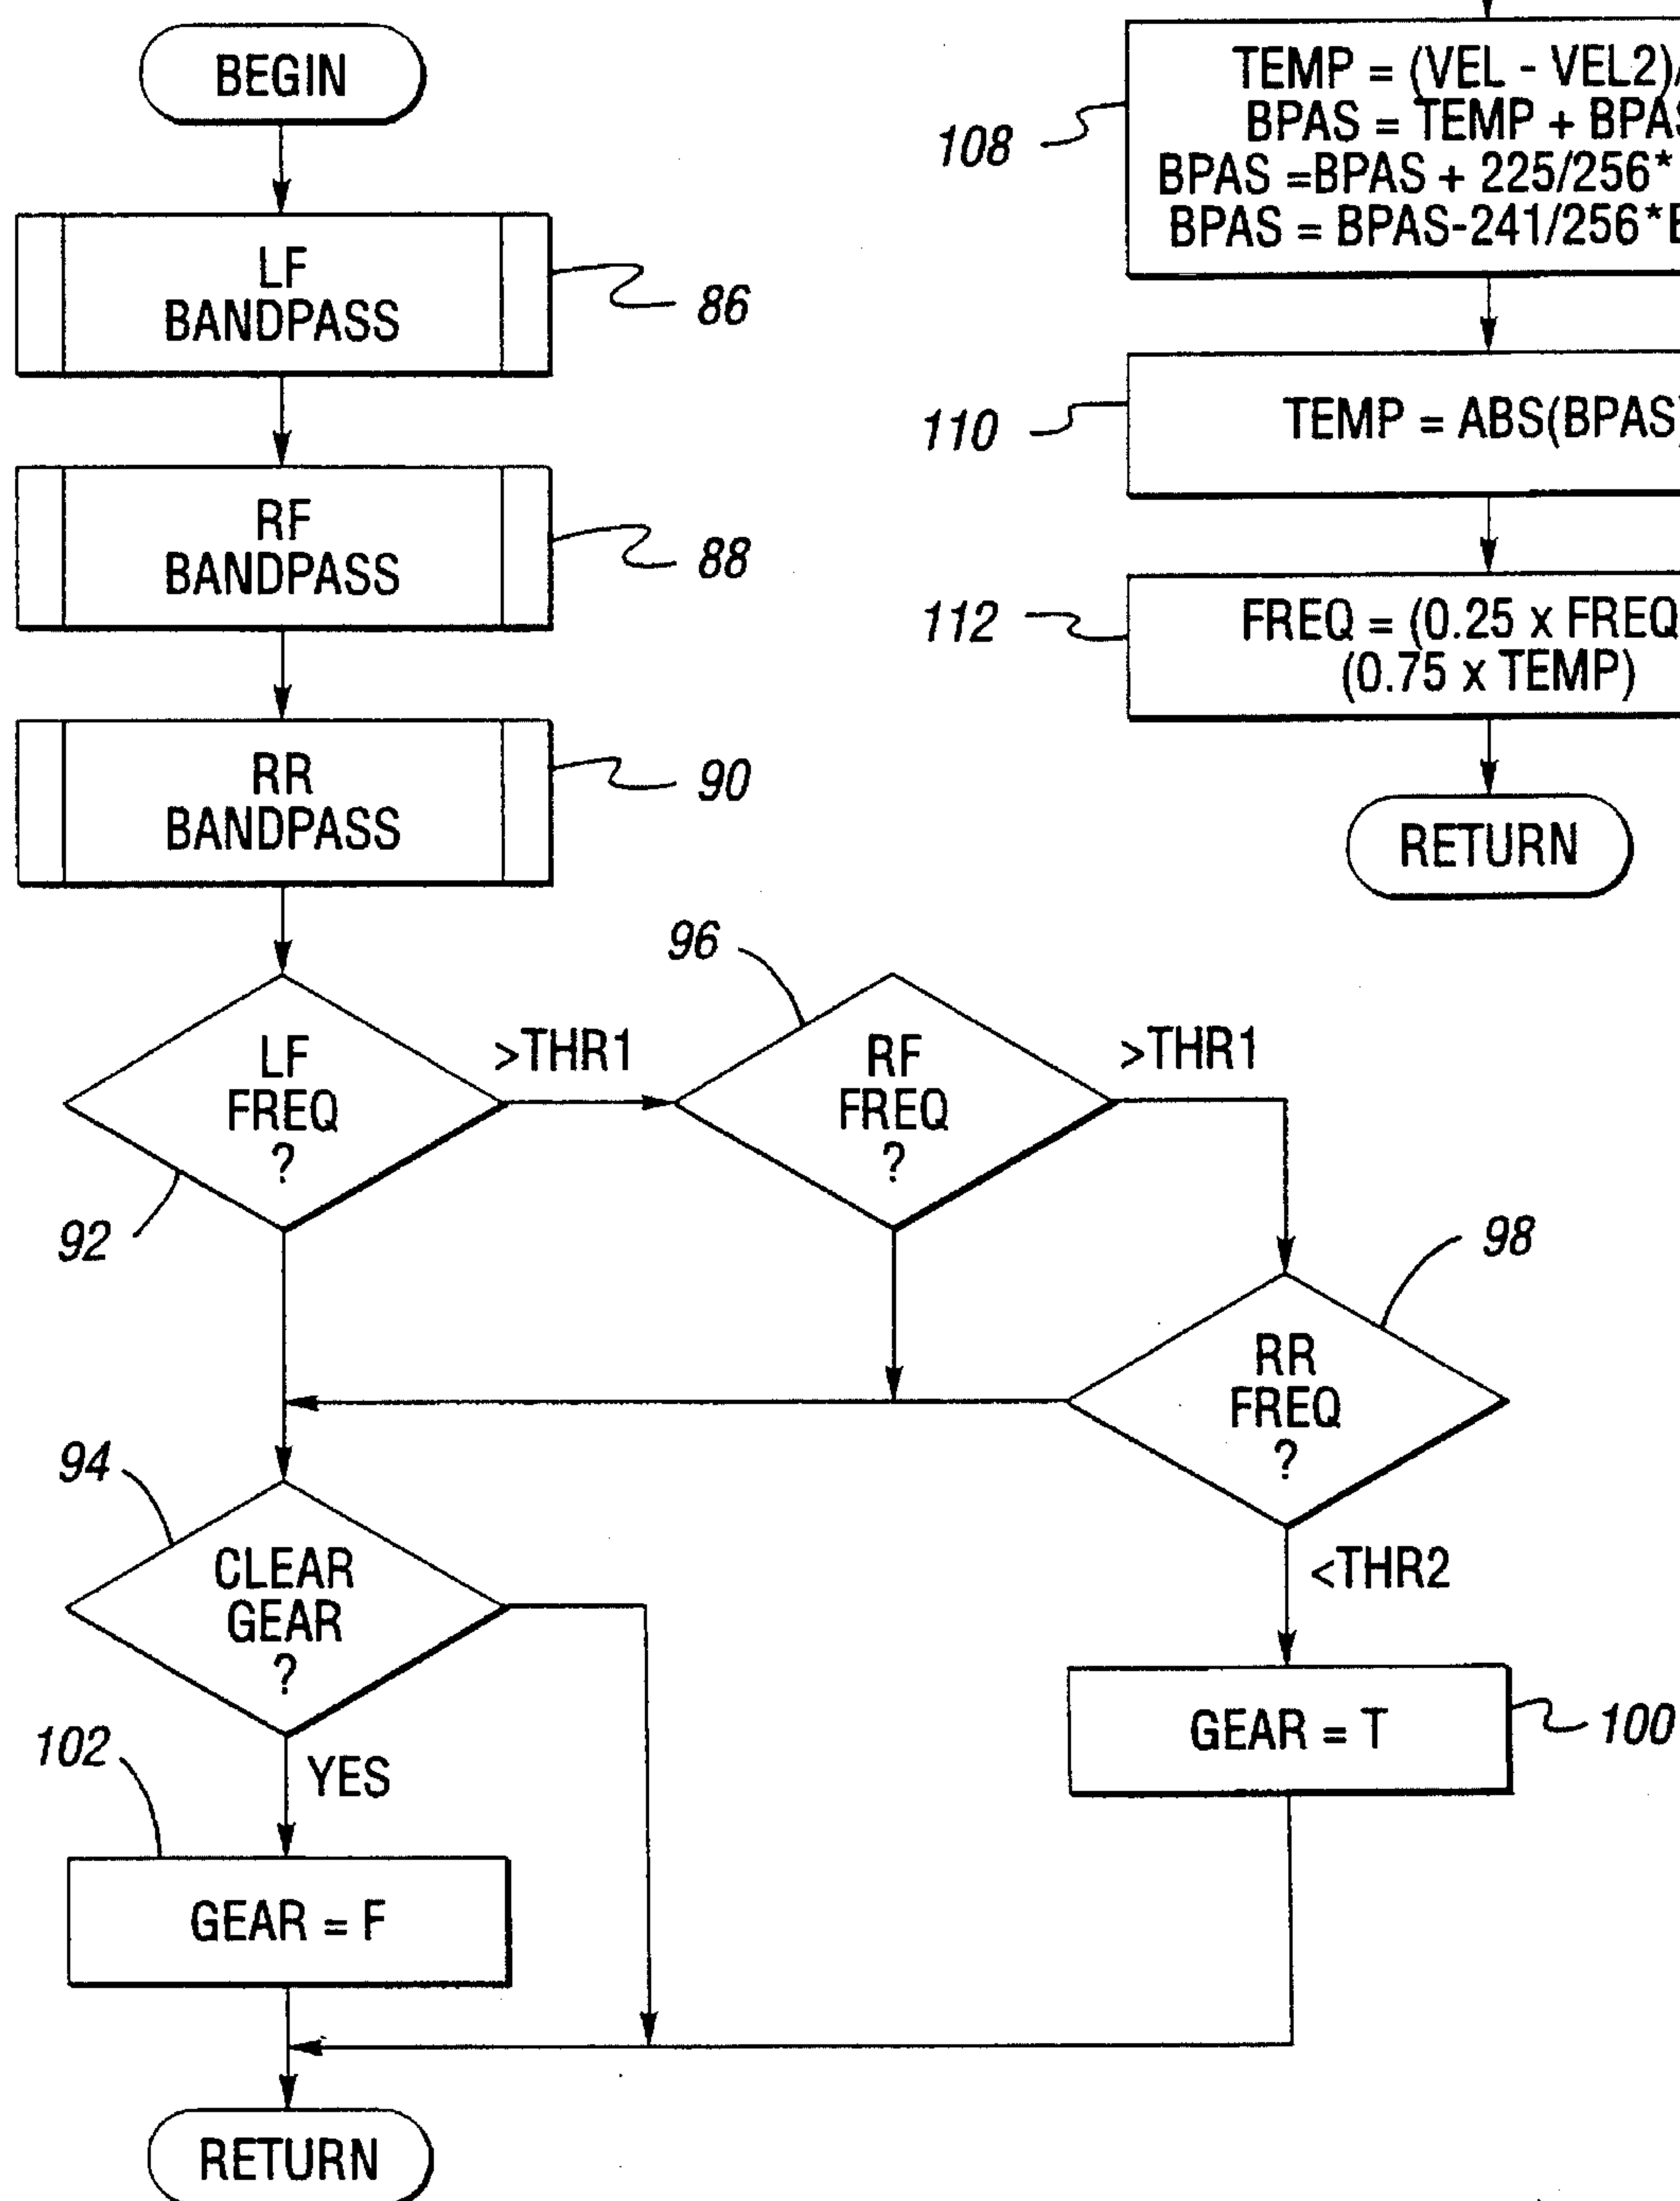 BEGIN
LF
BANDPASS
86
RF
BANDPASS
88
RR
BANDPASS
90
LF
FREQ
?
92
>THR1
96
RF
FREQ
?
>THR1
98
RR
FREQ
?
<THR2
94
CLEAR
GEAR
?
YES
102
GEAR = F
GEAR = T
100
RETURN
108
TEMP = (VEL - VEL2)/
BPAS = TEMP + BPAS
BPAS =BPAS + 225/256*
BPAS = BPAS-241/256*
110
TEMP = ABS(BPAS)
112
FREQ = (0.25 x FREQ
(0.75 x TEMP)
RETURN